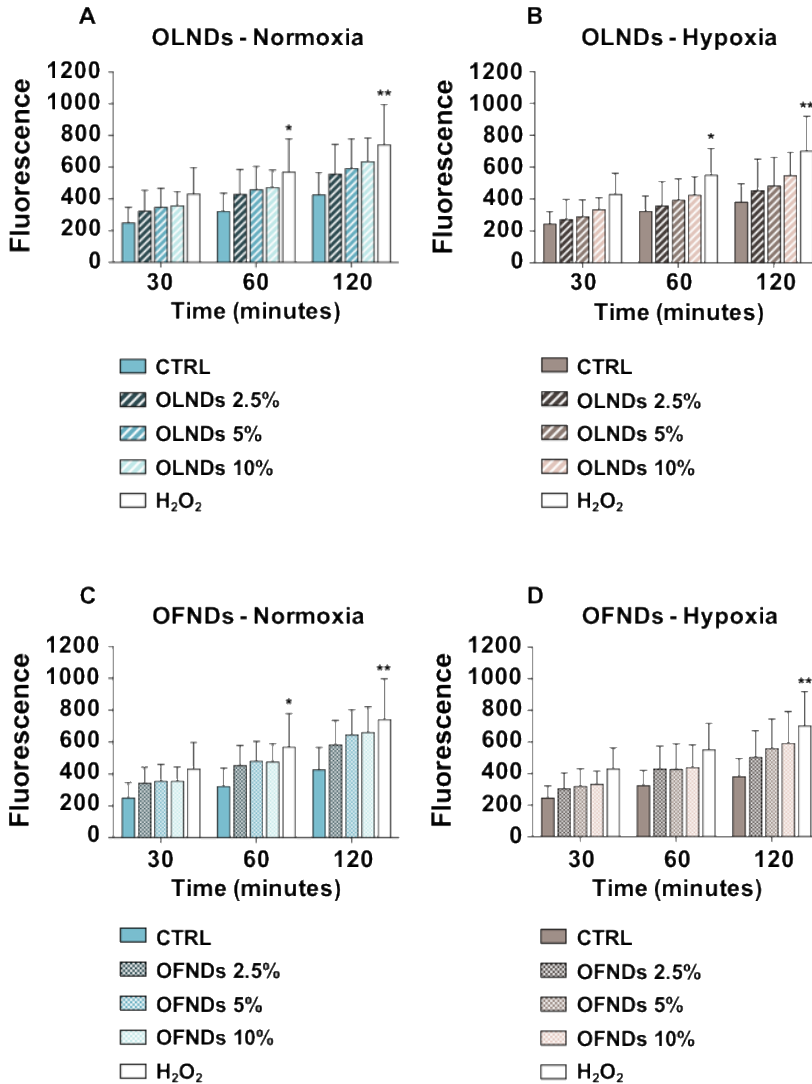 A
OLNDs - Normoxia
Fluorescence
1200
1000
800
600
400
200
0
*
**
30 60 120
Time (minutes)
CTRL
OLNDs 2.5%
OLNDs 5%
OLNDs 10%
H₂O₂
B
OLNDs - Hypoxia
Fluorescence
1200
1000
800
600
400
200
0
*
**
30 60 120
Time (minutes)
CTRL
OLNDs 2.5%
OLNDs 5%
OLNDs 10%
H₂O₂
C
OFNDs - Normoxia
Fluorescence
1200
1000
800
600
400
200
0
*
**
30 60 120
Time (minutes)
CTRL
OFNDs 2.5%
OFNDs 5%
OFNDs 10%
H₂O₂
D
OFNDs - Hypoxia
Fluorescence
1200
1000
800
600
400
200
0
**
30 60 120
Time (minutes)
CTRL
OFNDs 2.5%
OFNDs 5%
OFNDs 10%
H₂O₂